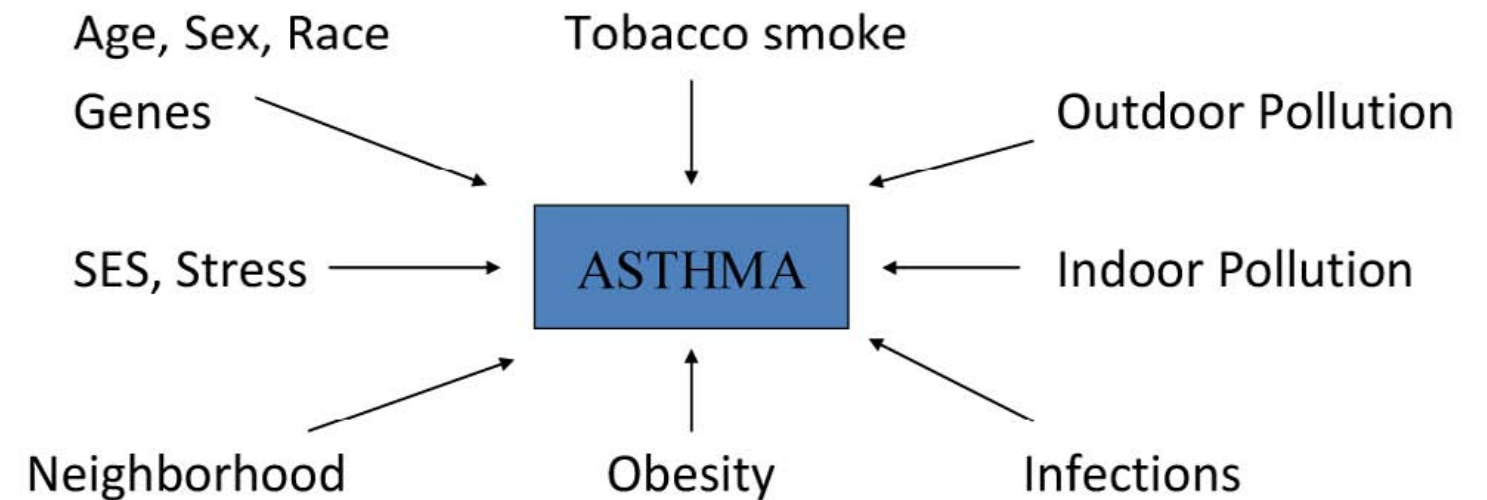 Age, Sex, Race
Genes
Tobacco smoke
Outdoor Pollution
SES, Stress
ASTHMA
Indoor Pollution
Neighborhood
Obesity
Infections